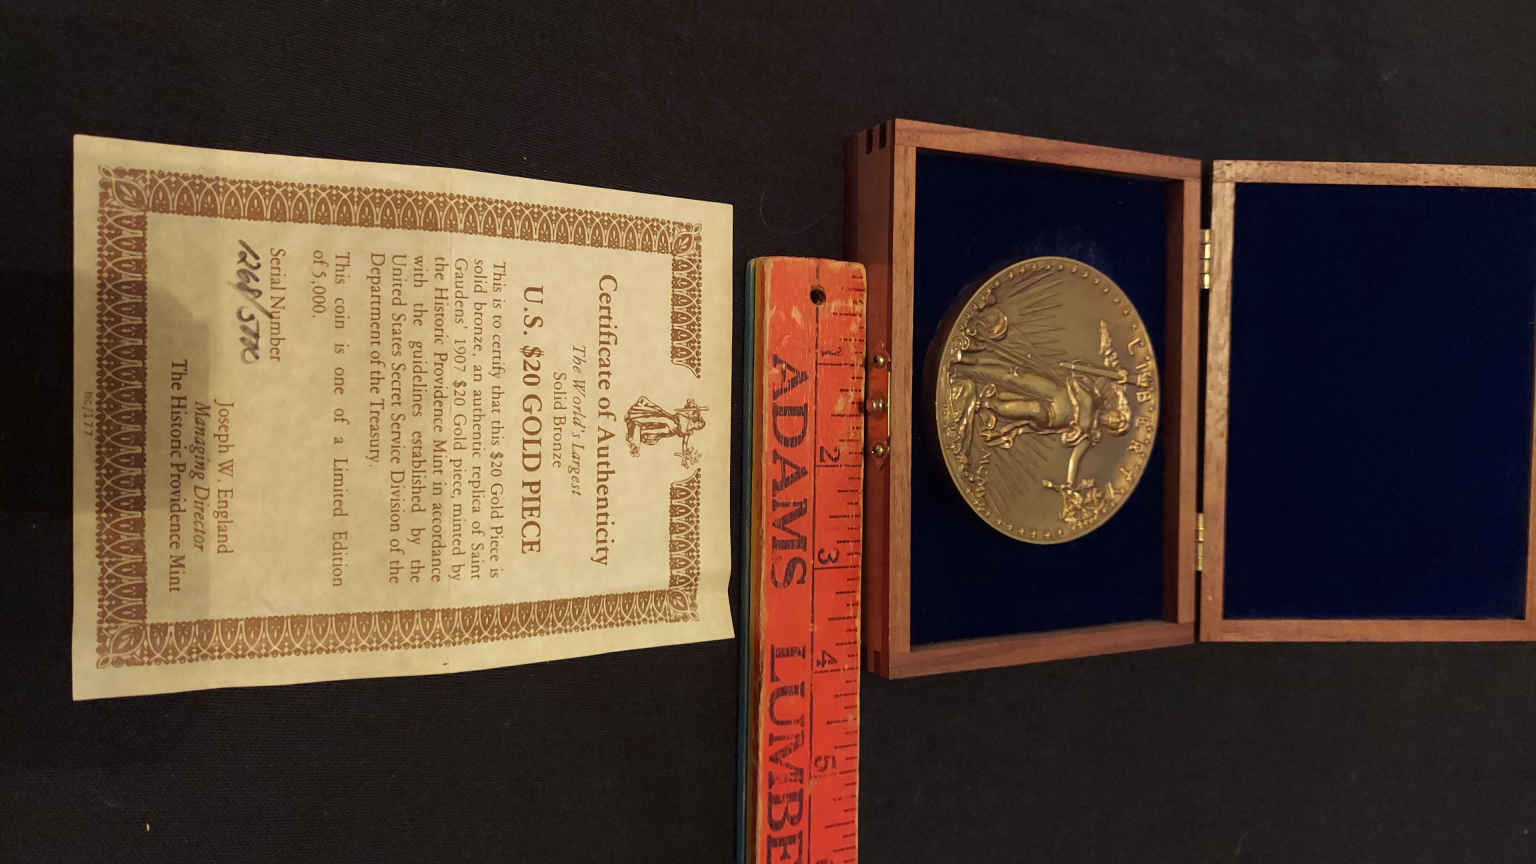 Certificate of Authenticity
The World's Largest
Solid Bronze
U.S. $20 GOLD PIECE
This is to certify that this $20 Gold Piece is
solid bronze, an authentic replica of Saint
Gaudens' 1907 $20 Gold piece, minted by
the Historic Providence Mint in accordance
with the guidelines established by the
United States Secret Service Division of the
Department of the Treasury.
This coin is one of a Limited Edition
of 5,000.
Serial Number
1268/5000
Joseph W. England
Managing Director
The Historic Providence Mint
ADAMS LUMBE
1 2 3 4 5
LIBERTY